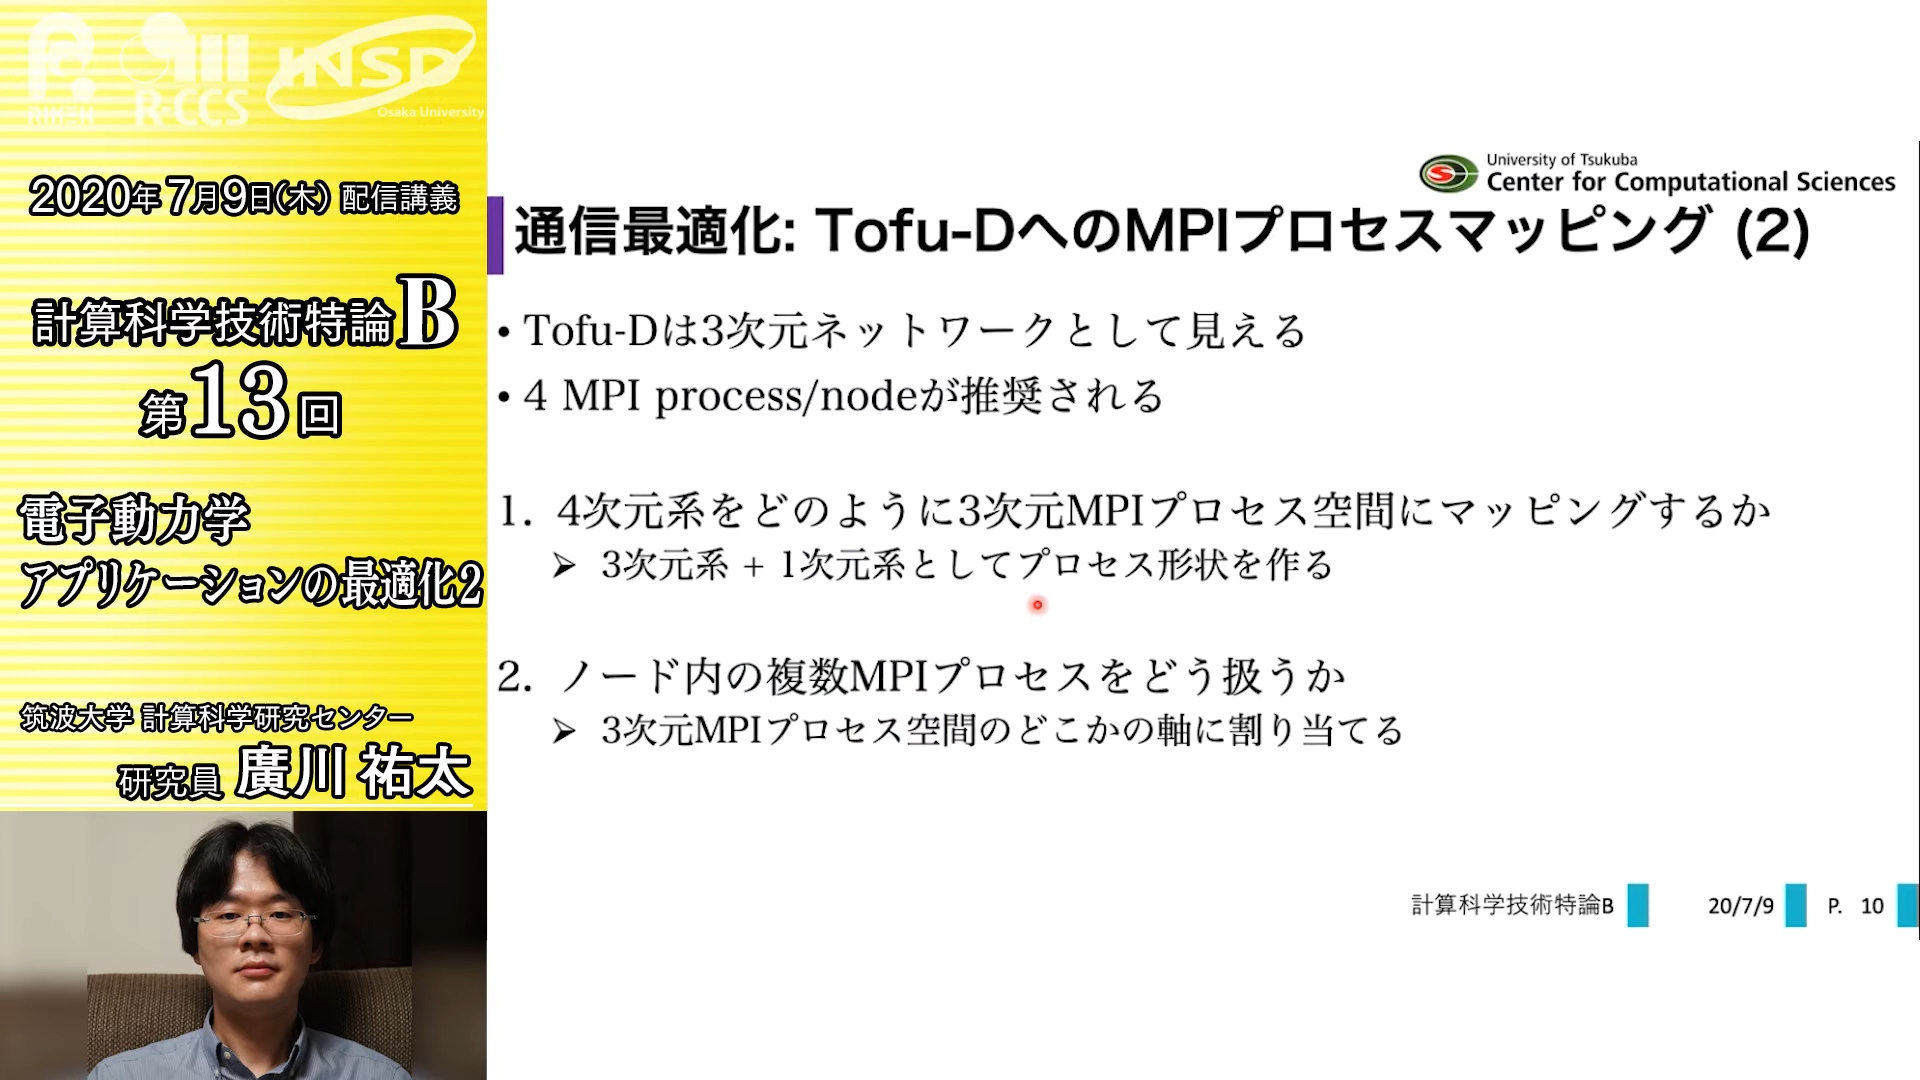 RIKEN
R-CCS
INSD
Osaka University
2020年7月9日(木) 配信講義
計算科学技術特論B
第13回
電子動力学
アプリケーションの最適化2
筑波大学 計算科学研究センター
研究員 廣川 祐太
University of Tsukuba
Center for Computational Sciences
通信最適化: Tofu-DへのMPIプロセスマッピング (2)
• Tofu-Dは3次元ネットワークとして見える
• 4 MPI process/nodeが推奨される
1. 4次元系をどのように3次元MPIプロセス空間にマッピングするか
➢ 3次元系 + 1次元系としてプロセス形状を作る
2. ノード内の複数MPIプロセスをどう扱うか
➢ 3次元MPIプロセス空間のどこかの軸に割り当てる
計算科学技術特論B
20/7/9
P. 10